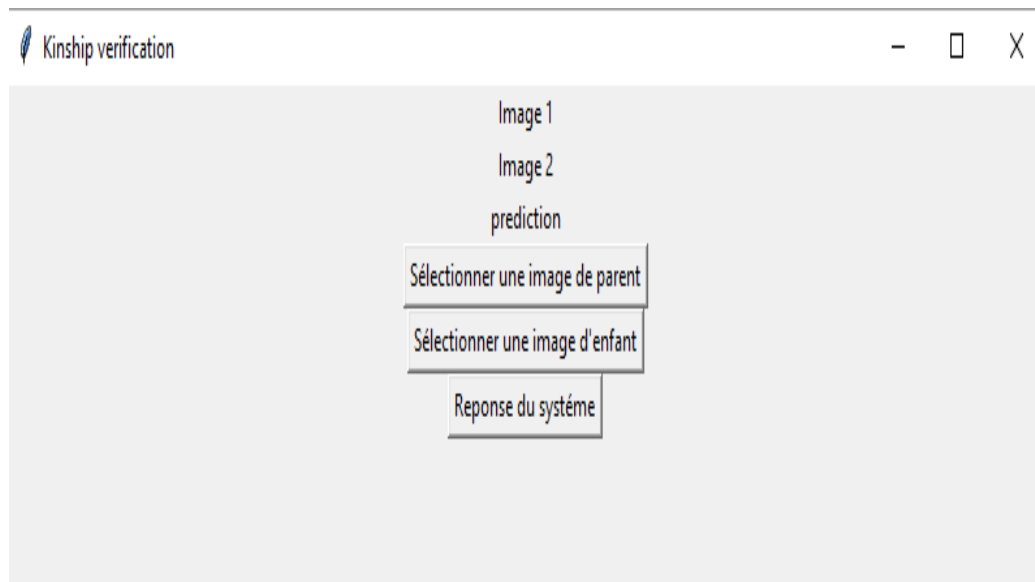 Kinship verification
Image 1
Image 2
prediction
Sélectionner une image de parent
Sélectionner une image d'enfant
Reponse du systéme